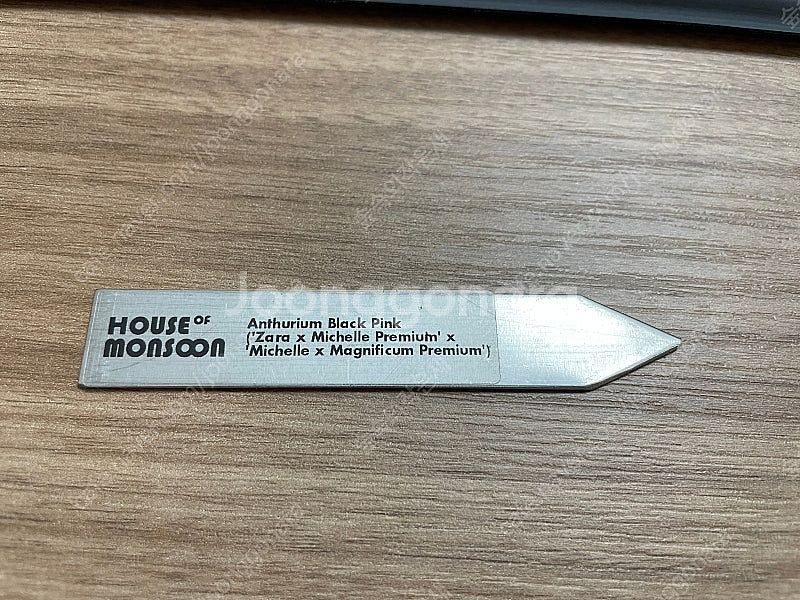 HOUSE OF
MONSOON
Anthurium Black Pink
('Zara x Michelle Premium' x
'Michelle x Magnificum Premium')
Joonggonara